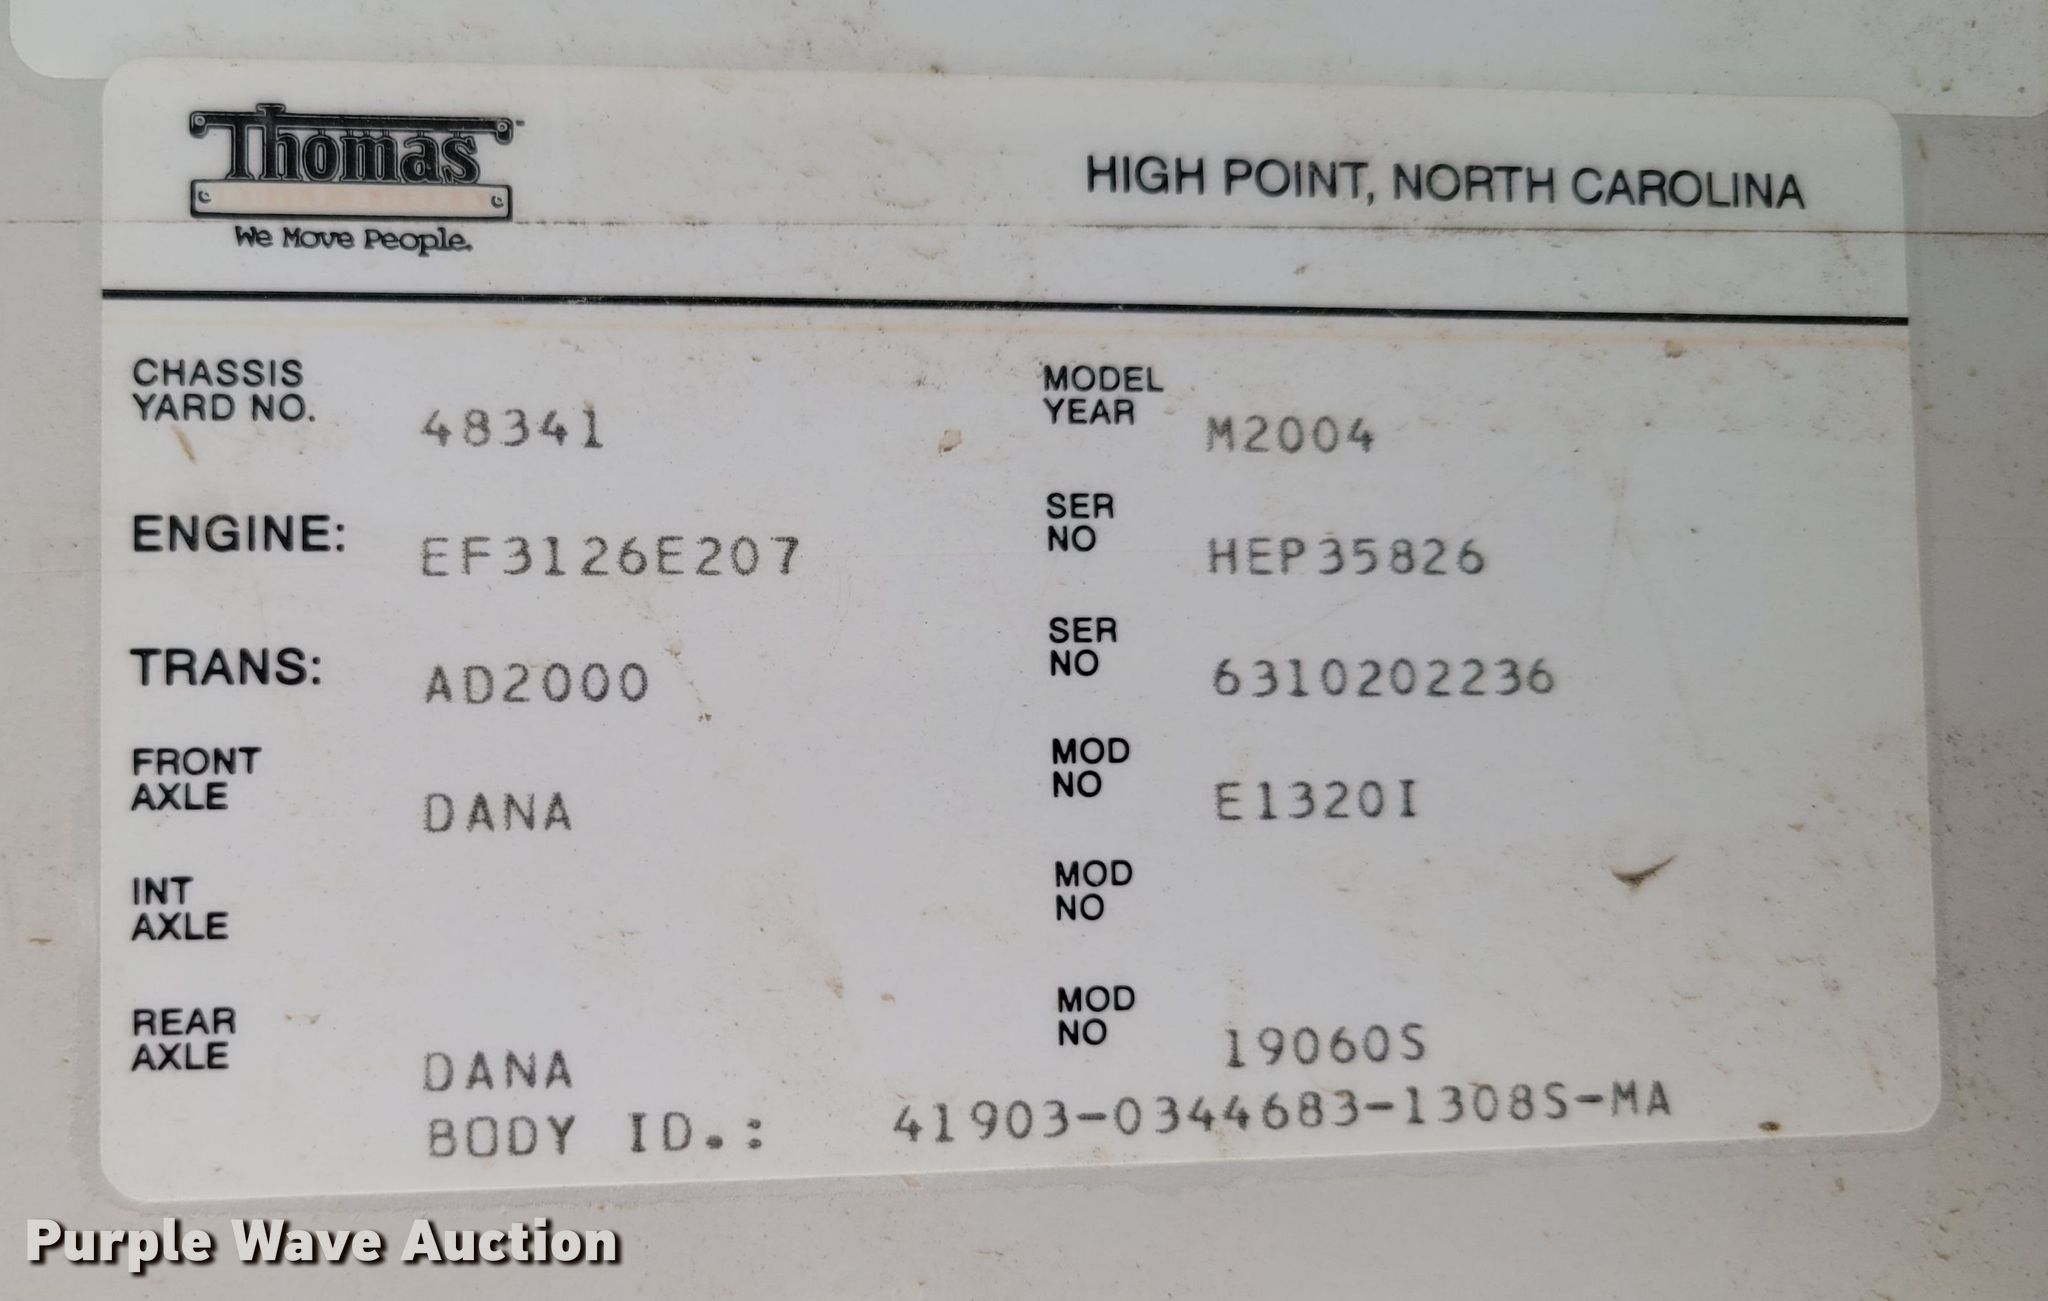 Thomas
We Move People.
HIGH POINT, NORTH CAROLINA
CHASSIS
YARD NO.
48341
MODEL
YEAR
M2004
ENGINE:
EF3126E207
SER
NO
HEP35826
TRANS:
AD2000
SER
NO
6310202236
FRONT
AXLE
DANA
MOD
NO
E1320I
INT
AXLE
MOD
NO
REAR
AXLE
DANA
MOD
NO
19060S
BODY ID.: 41903-0344683-1308S-MA
Purple Wave Auction